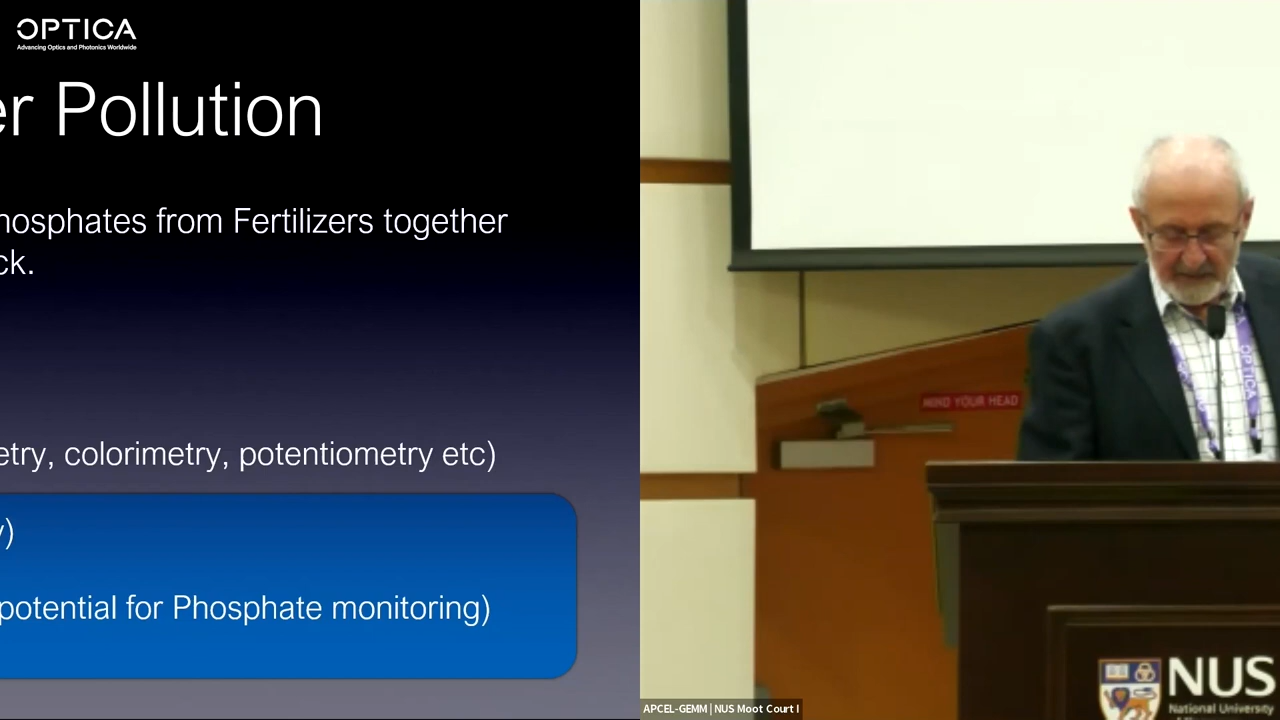 OPTICA
Advancing Optics and Photonics Worldwide
er Pollution
hosphates from Fertilizers together
ck.
etry, colorimetry, potentiometry etc)
y)
potential for Phosphate monitoring)
MIND YOUR HEAD
OPTICA
NUS
National University
APCEL-GEMM | NUS Moot Court I